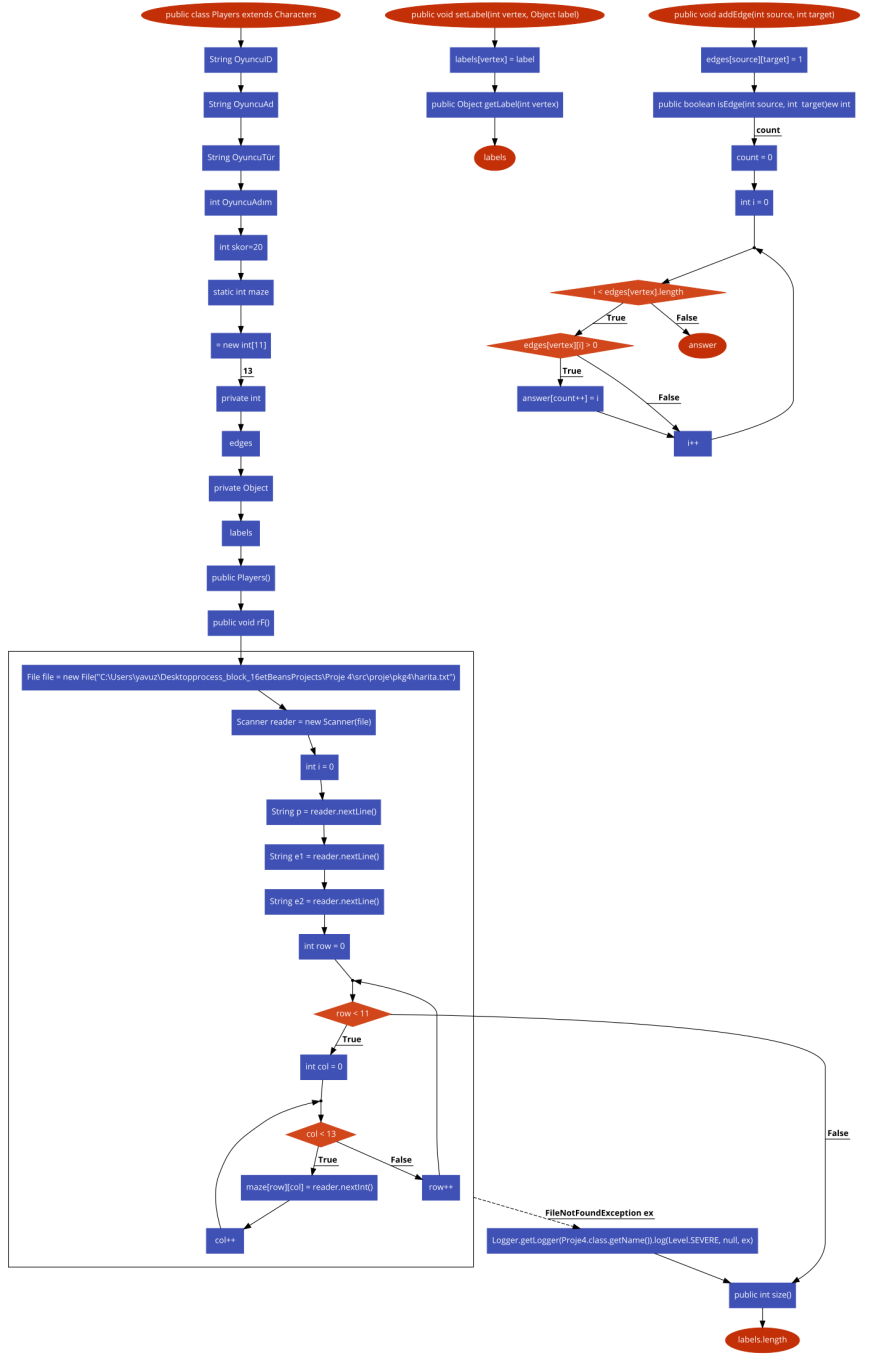 public class Players extends Characters
String OyuncuID
String OyuncuAd
String OyuncuTür
int OyuncuAdım
int skor=20
static int maze
= new int[11]
13
private int
edges
private Object
labels
public Players()
public void rF()
File file = new File("C:\Users\yavuz\Desktopprocess_block_16etBeansProjects\Proje 4\src\proje\pkg4\harita.txt")
Scanner reader = new Scanner(file)
int i = 0
String p = reader.nextLine()
String e1 = reader.nextLine()
String e2 = reader.nextLine()
int row = 0
row < 11
True
int col = 0
col < 13
True
False
maze[row][col] = reader.nextInt()
row++
col++
False
FileNotFoundException ex
Logger.getLogger(Proje4.class.getName()).log(Level.SEVERE, null, ex)
public int size()
labels.length
public void setLabel(int vertex, Object label)
labels[vertex] = label
public Object getLabel(int vertex)
labels
public void addEdge(int source, int target)
edges[source][target] = 1
public boolean isEdge(int source, int  target)ew int
count
count = 0
int i = 0
i < edges[vertex].length
True
False
edges[vertex][i] > 0
answer
True
False
answer[count++] = i
i++